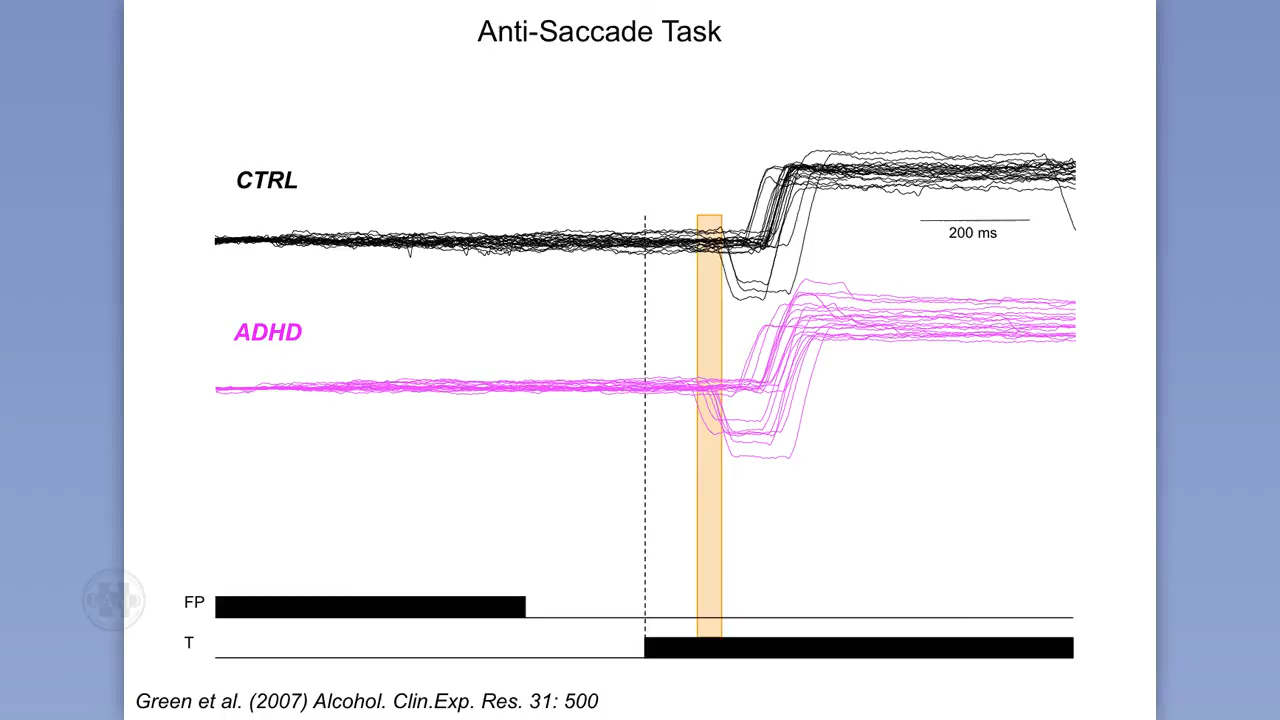 Anti-Saccade Task
CTRL
200 ms
ADHD
FP
T
Green et al. (2007) Alcohol. Clin.Exp. Res. 31: 500